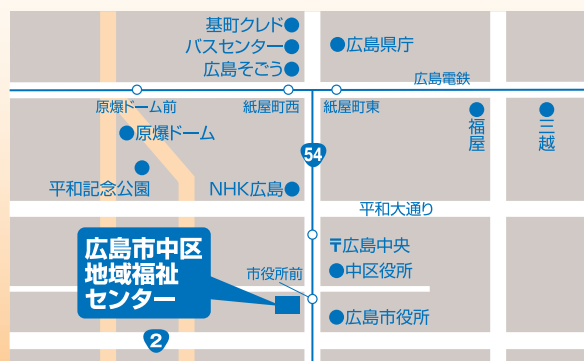 基町クレド
バスセンター
広島そごう
広島県庁
広島電鉄
原爆ドーム前
紙屋町西
紙屋町東
原爆ドーム
福屋
三越
54
平和記念公園
NHK広島
平和大通り
広島市中区
地域福祉
センター
〒広島中央
市役所前
中区役所
広島市役所
2